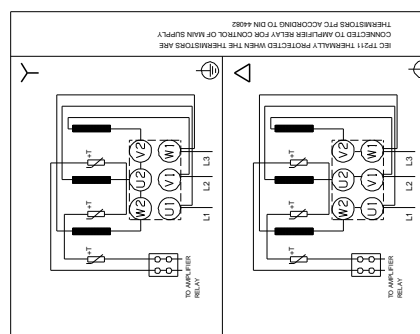 IEC TP211 THERMALLY PROTECTED WHEN THE THERMISTORS ARE
CONNECTED TO AMPLIFIER RELAY FOR CONTROL OF MAIN SUPPLY
THERMISTORS PTC ACCORDING TO DIN 44082
V2 W1
U2 V1
W2 U1
+T
+T
+T
L3
L2
L1
TO AMPLIFIER
RELAY
V2 W1
U2 V1
W2 U1
+T
+T
+T
L3
L2
L1
TO AMPLIFIER
RELAY